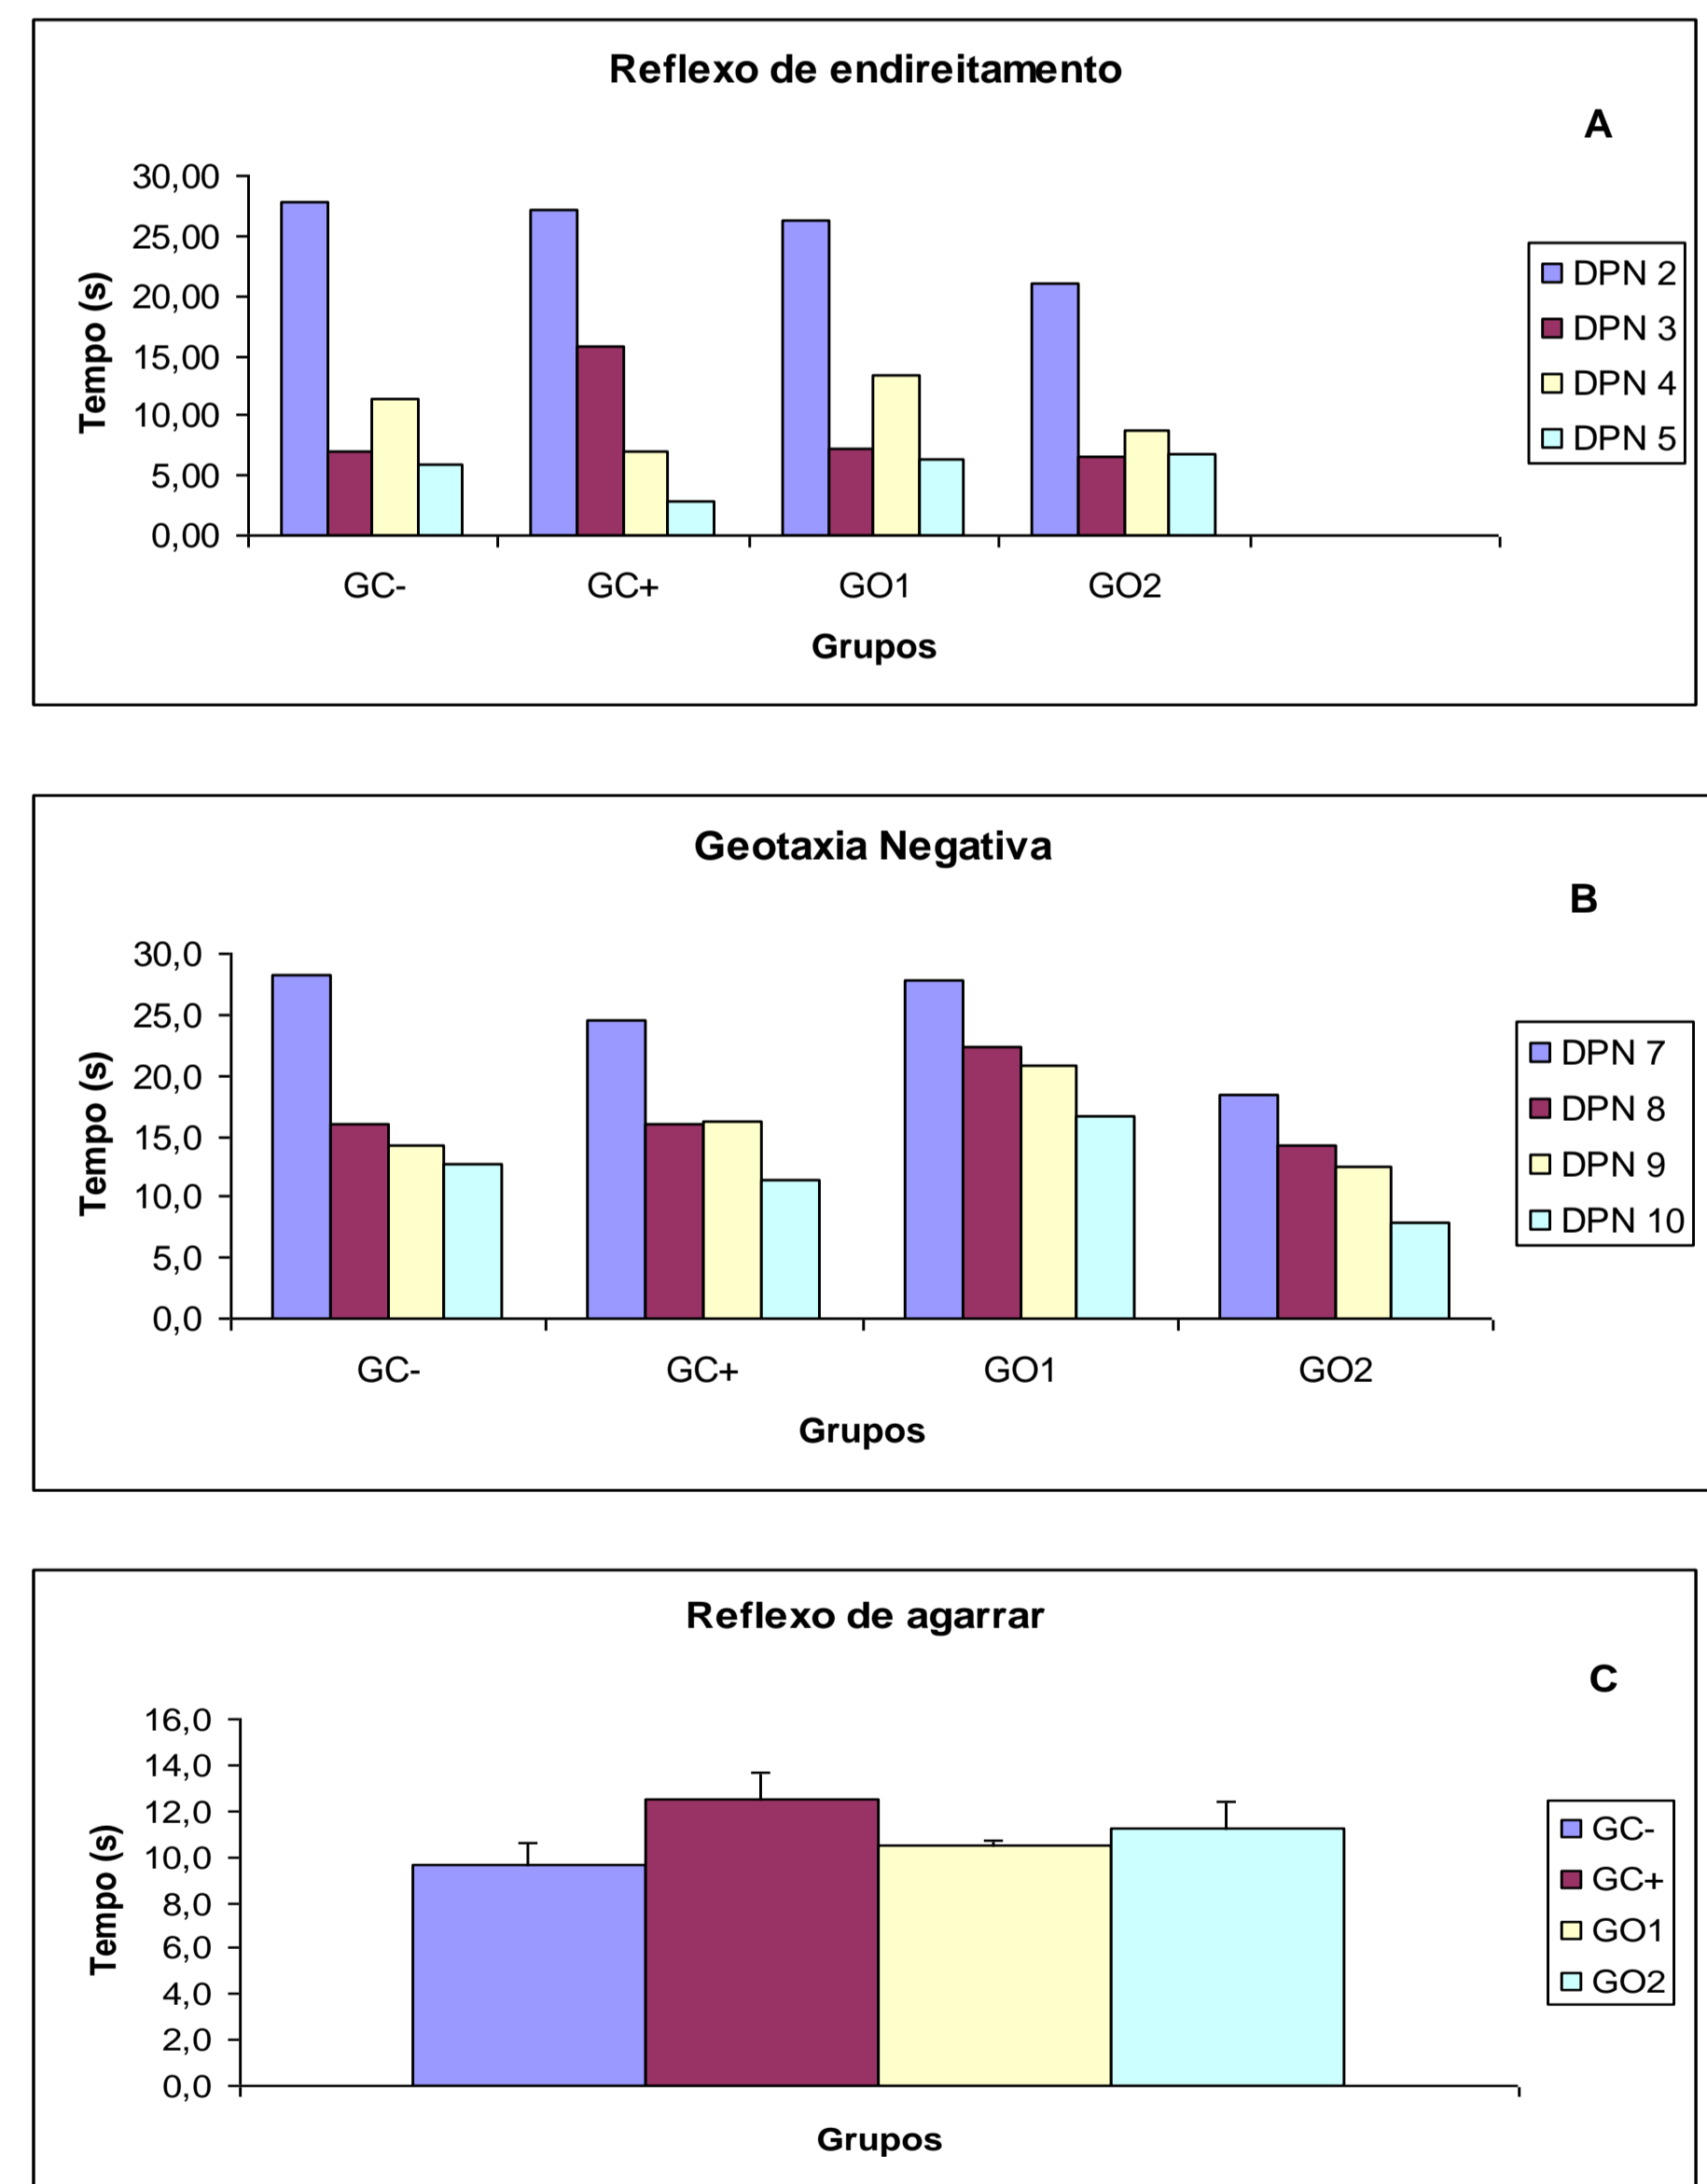 Reflexo de endireitamento
A
30,00
25,00
20,00
15,00
10,00
5,00
0,00
Tempo (s)
GC-
GC+
GO1
GO2
Grupos
DPN 2
DPN 3
DPN 4
DPN 5
Geotaxia Negativa
B
30,0
25,0
20,0
15,0
10,0
5,0
0,0
Tempo (s)
GC-
GC+
GO1
GO2
Grupos
DPN 7
DPN 8
DPN 9
DPN 10
Reflexo de agarrar
C
16,0
14,0
12,0
10,0
8,0
6,0
4,0
2,0
0,0
Tempo (s)
Grupos
GC-
GC+
GO1
GO2